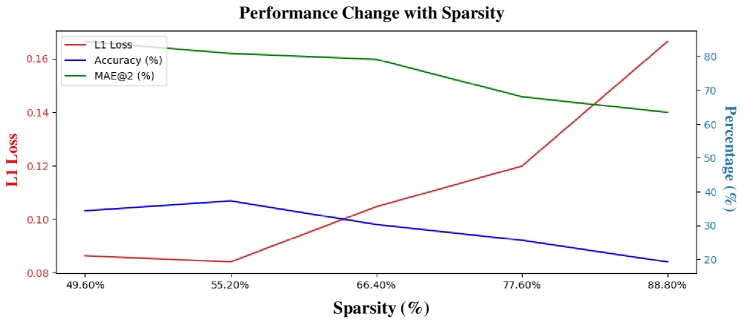 Performance Change with Sparsity
L1 Loss
Accuracy (%)
MAE@2 (%)
L1 Loss
0.16
0.14
0.12
0.10
0.08
80
70
60
50
40
30
20
Percentage (%)
49.60% 55.20% 66.40% 77.60% 88.80%
Sparsity (%)